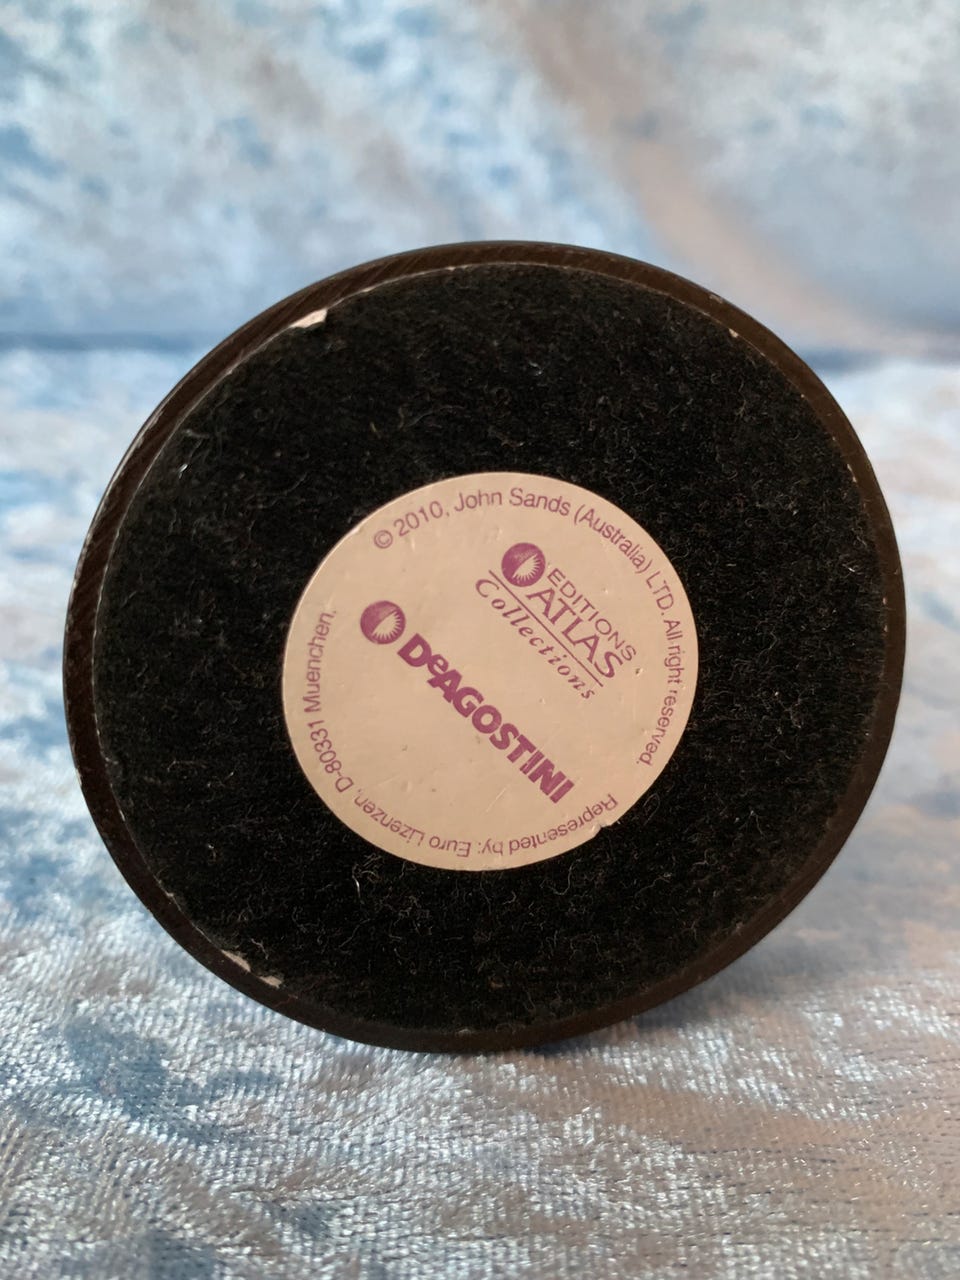 © 2010, John Sands (Australia) LTD. All right reserved.
EDITIONS
ATLAS
Collections
DeAGOSTINI
Represented by: Euro Lizenzen, D-80331 Muenchen.